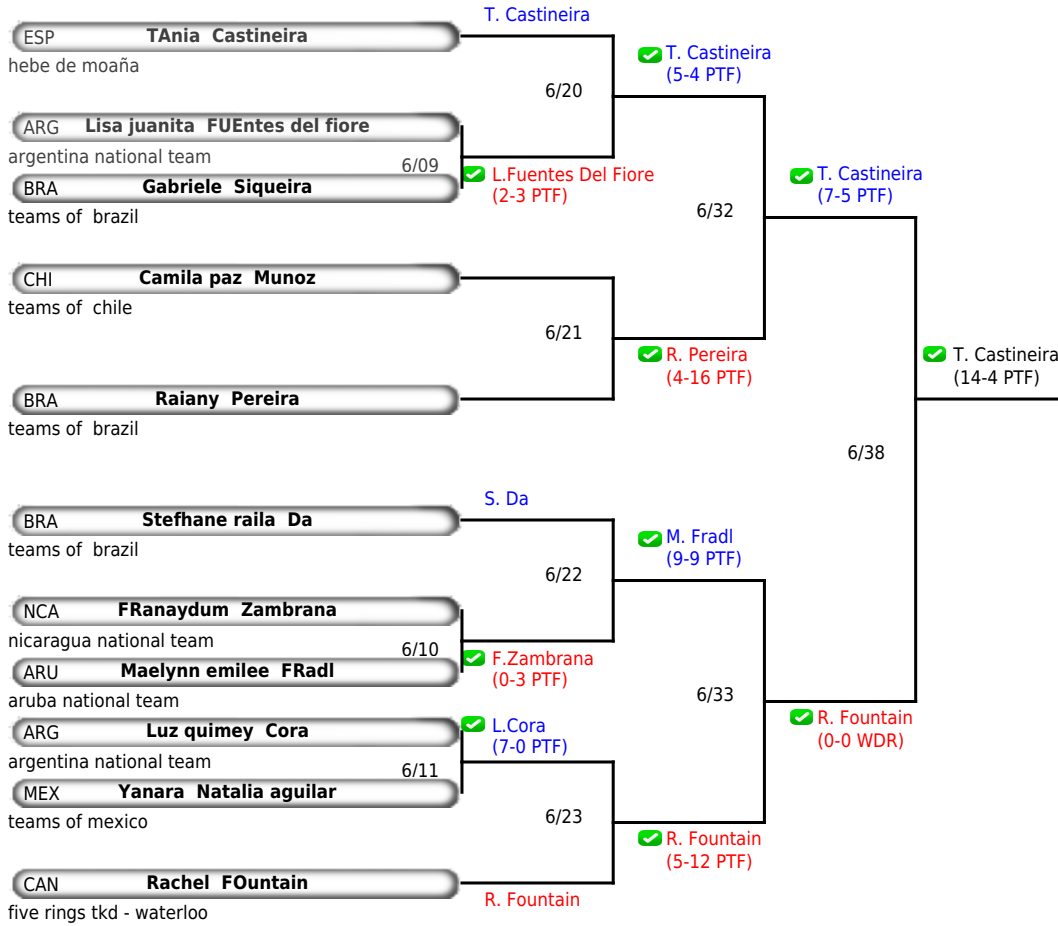 T. Castineira
ESP TAnia Castineira
hebe de moaña
T. Castineira
(5-4 PTF)
6/20
ARG Lisa juanita FUEntes del fiore
argentina national team
6/09
L.Fuentes Del Fiore
(2-3 PTF)
BRA Gabriele Siqueira
teams of brazil
T. Castineira
(7-5 PTF)
6/32
CHI Camila paz Munoz
teams of chile
6/21
R. Pereira
(4-16 PTF)
T. Castineira
(14-4 PTF)
BRA Raiany Pereira
teams of brazil
6/38
S. Da
BRA Stefhane raila Da
teams of brazil
M. Fradl
(9-9 PTF)
6/22
NCA FRanaydum Zambrana
nicaragua national team
6/10
F.Zambrana
(0-3 PTF)
ARU Maelynn emilee FRadl
aruba national team
6/33
R. Fountain
(0-0 WDR)
ARG Luz quimey Cora
L.Cora
(7-0 PTF)
argentina national team
6/11
MEX Yanara Natalia aguilar
teams of mexico
6/23
R. Fountain
(5-12 PTF)
CAN Rachel FOuntain
R. Fountain
five rings tkd - waterloo